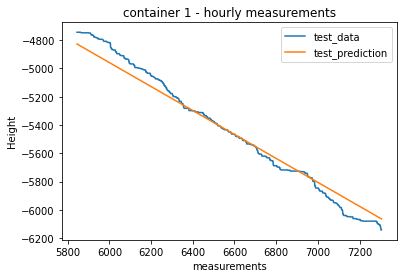 container 1 - hourly measurements
test_data
test_prediction
Height
−4800
−5000
−5200
−5400
−5600
−5800
−6000
−6200
5800 6000 6200 6400 6600 6800 7000 7200
measurements